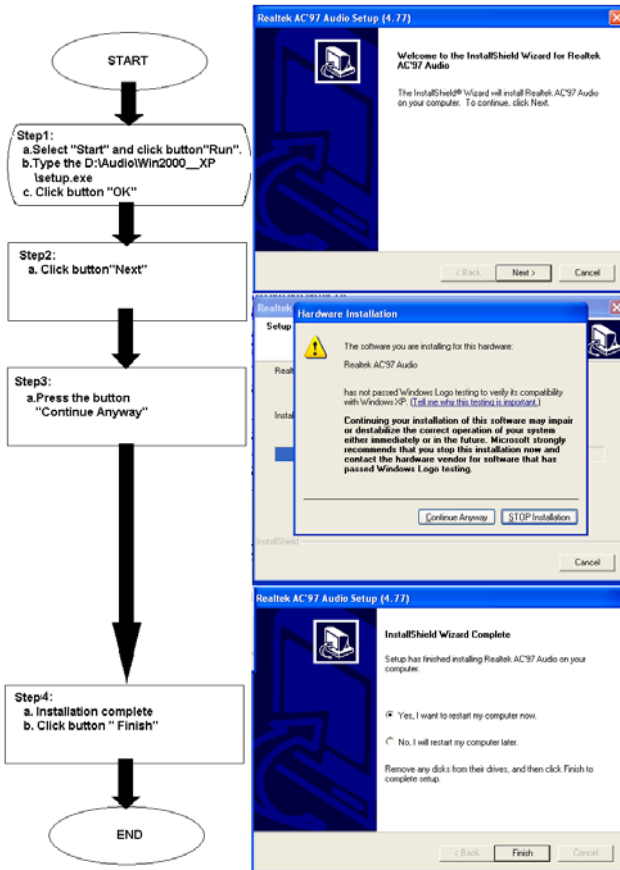 START
Step1:
a.Select "Start" and click button"Run".
b.Type the D:\Audio\Win2000__XP
\setup.exe
c. Click button "OK"
Step2:
a. Click button"Next"
Step3:
a.Press the button
"Continue Anyway"
Step4:
a. Installation complete
b. Click button " Finish"
END
Realtek AC'97 Audio Setup (4.77)
Welcome to the InstallShield Wizard for Realtek
AC'97 Audio
The InstallShield® Wizard will install Realtek AC'97 Audio
on your computer. To continue, click Next.
< Back
Next >
Cancel
Realtek
Hardware Installation
Setup
The software you are installing for this hardware:
Realtek AC'97 Audio
Realt
has not passed Windows Logo testing to verify its compatibility
with Windows XP. (Tell me why this testing is important.)
Instal
Continuing your installation of this software may impair
or destabilize the correct operation of your system
either immediately or in the future. Microsoft strongly
recommends that you stop this installation now and
contact the hardware vendor for software that has
passed Windows Logo testing.
Continue Anyway
STOP Installation
InstallShield
Cancel
Realtek AC'97 Audio Setup (4.77)
InstallShield Wizard Complete
Setup has finished installing Realtek AC'97 Audio on your
computer.
Yes, I want to restart my computer now.
No, I will restart my computer later.
Remove any disks from their drives, and then click Finish to
complete setup.
< Back
Finish
Cancel